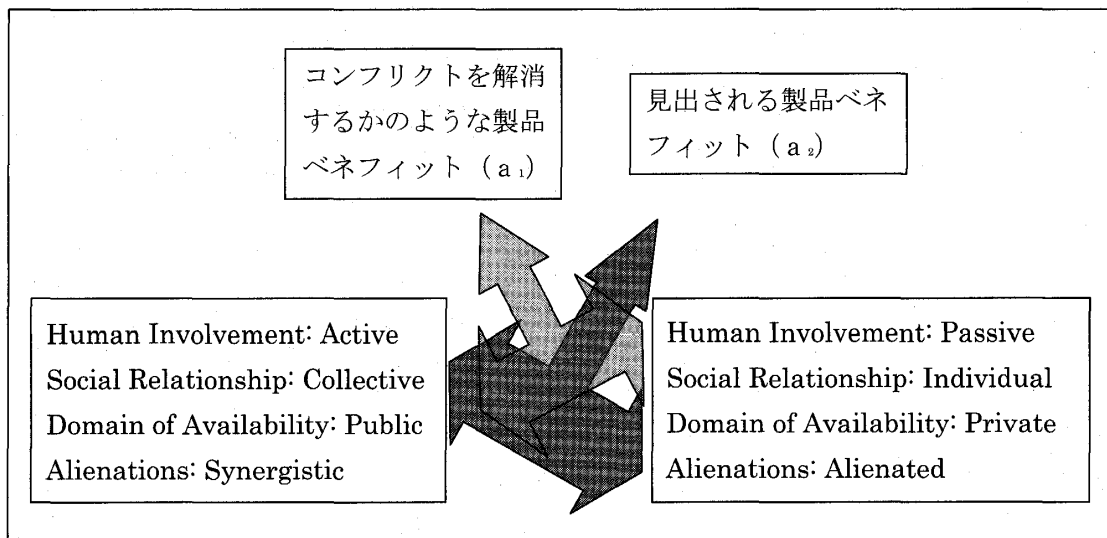 コンフリクトを解消
するかのような製品
ベネフィット（a₁）
見出される製品ベネ
フィット（a₂）
Human Involvement: Active
Social Relationship: Collective
Domain of Availability: Public
Alienations: Synergistic
Human Involvement: Passive
Social Relationship: Individual
Domain of Availability: Private
Alienations: Alienated